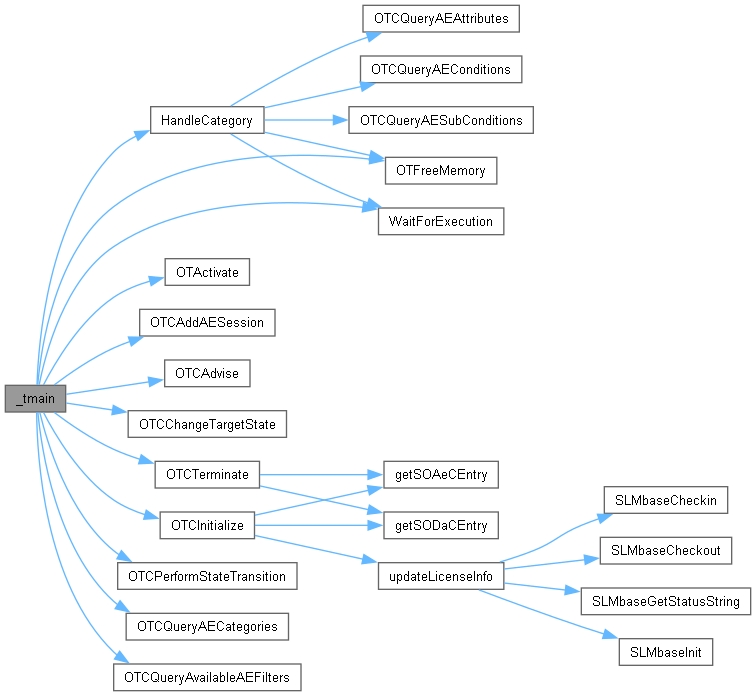 OTCQueryAEAttributes
OTCQueryAEConditions
HandleCategory
OTCQueryAESubConditions
OTFreeMemory
WaitForExecution
OTActivate
OTCAddAESession
OTCAdvise
_tmain
OTCChangeTargetState
OTCTerminate
getSOAeCEntry
OTCInitialize
getSODaCEntry
SLMbaseCheckin
SLMbaseCheckout
OTCPerformStateTransition
updateLicenseInfo
SLMbaseGetStatusString
OTCQueryAECategories
SLMbaseInit
OTCQueryAvailableAEFilters